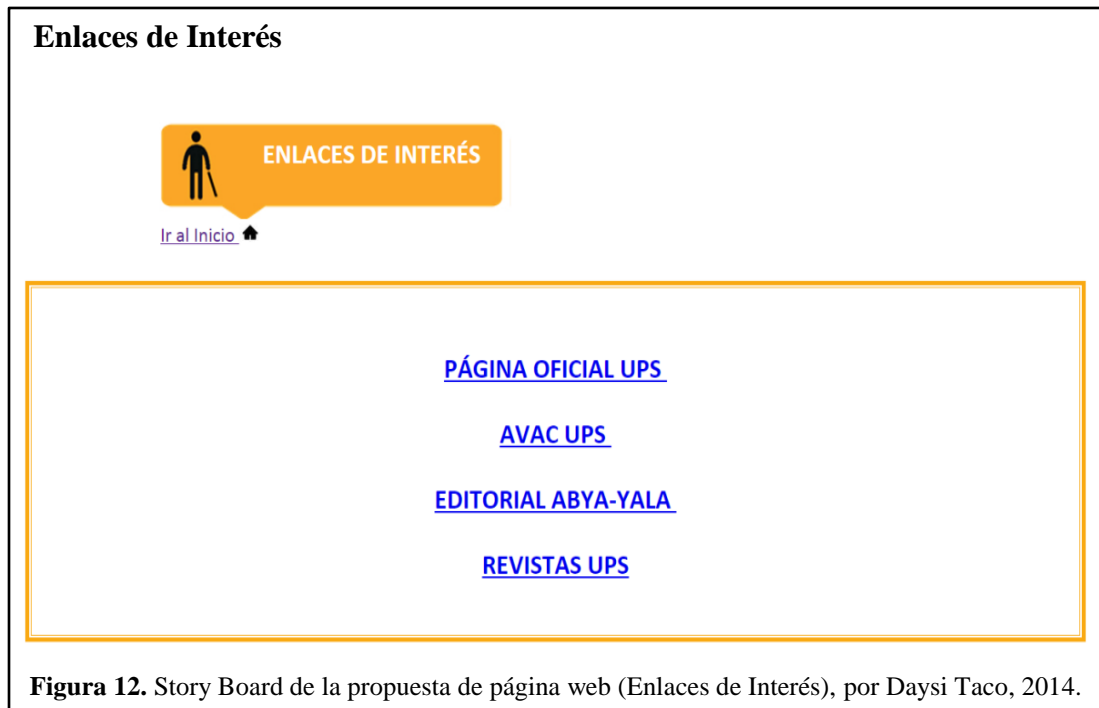 Enlaces de Interés
ENLACES DE INTERÉS
Ir al Inicio
PÁGINA OFICIAL UPS
AVAC UPS
EDITORIAL ABYA-YALA
REVISTAS UPS
Figura 12. Story Board de la propuesta de página web (Enlaces de Interés), por Daysi Taco, 2014.